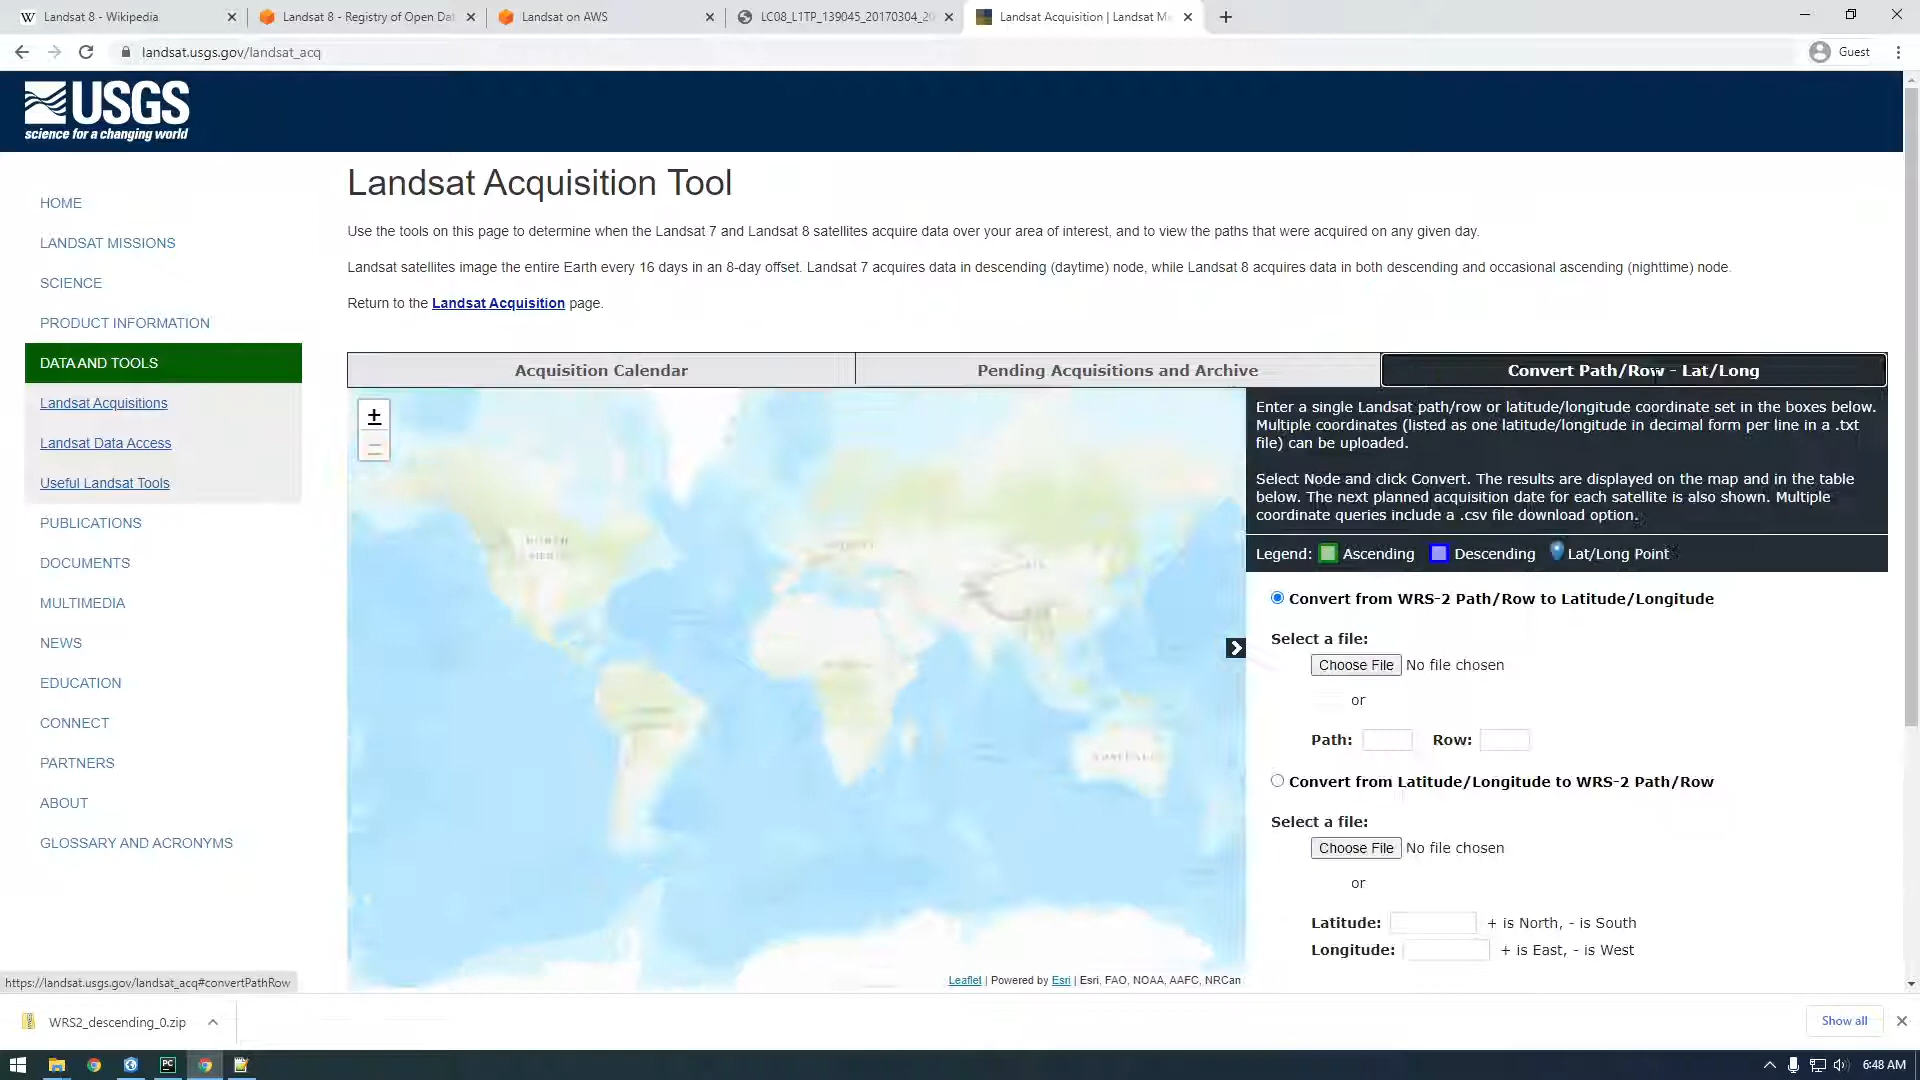 Landsat 8 - Wikipedia
Landsat 8 - Registry of Open Dat
Landsat on AWS
LC08_L1TP_139045_20170304_20
Landsat Acquisition | Landsat Mi
landsat.usgs.gov/landsat_acq
Guest
USGS
science for a changing world
HOME
LANDSAT MISSIONS
SCIENCE
PRODUCT INFORMATION
DATA AND TOOLS
Landsat Acquisitions
Landsat Data Access
Useful Landsat Tools
PUBLICATIONS
DOCUMENTS
MULTIMEDIA
NEWS
EDUCATION
CONNECT
PARTNERS
ABOUT
GLOSSARY AND ACRONYMS
Landsat Acquisition Tool
Use the tools on this page to determine when the Landsat 7 and Landsat 8 satellites acquire data over your area of interest, and to view the paths that were acquired on any given day.
Landsat satellites image the entire Earth every 16 days in an 8-day offset. Landsat 7 acquires data in descending (daytime) node, while Landsat 8 acquires data in both descending and occasional ascending (nighttime) node.
Return to the Landsat Acquisition page.
Acquisition Calendar
Pending Acquisitions and Archive
Convert Path/Row - Lat/Long
+
−
NORTH
Enter a single Landsat path/row or latitude/longitude coordinate set in the boxes below.
Multiple coordinates (listed as one latitude/longitude in decimal form per line in a .txt
file) can be uploaded.
Select Node and click Convert. The results are displayed on the map and in the table
below. The next planned acquisition date for each satellite is also shown. Multiple
coordinate queries include a .csv file download option.
Legend: Ascending Descending Lat/Long Point
Convert from WRS-2 Path/Row to Latitude/Longitude
Select a file:
Choose File No file chosen
or
Path: Row:
Convert from Latitude/Longitude to WRS-2 Path/Row
Select a file:
Choose File No file chosen
or
Latitude: + is North, - is South
Longitude: + is East, - is West
Leaflet | Powered by Esri | Esri, FAO, NOAA, AAFC, NRCan
https://landsat.usgs.gov/landsat_acq#convertPathRow
WRS2_descending_0.zip
Show all
PC
6:48 AM